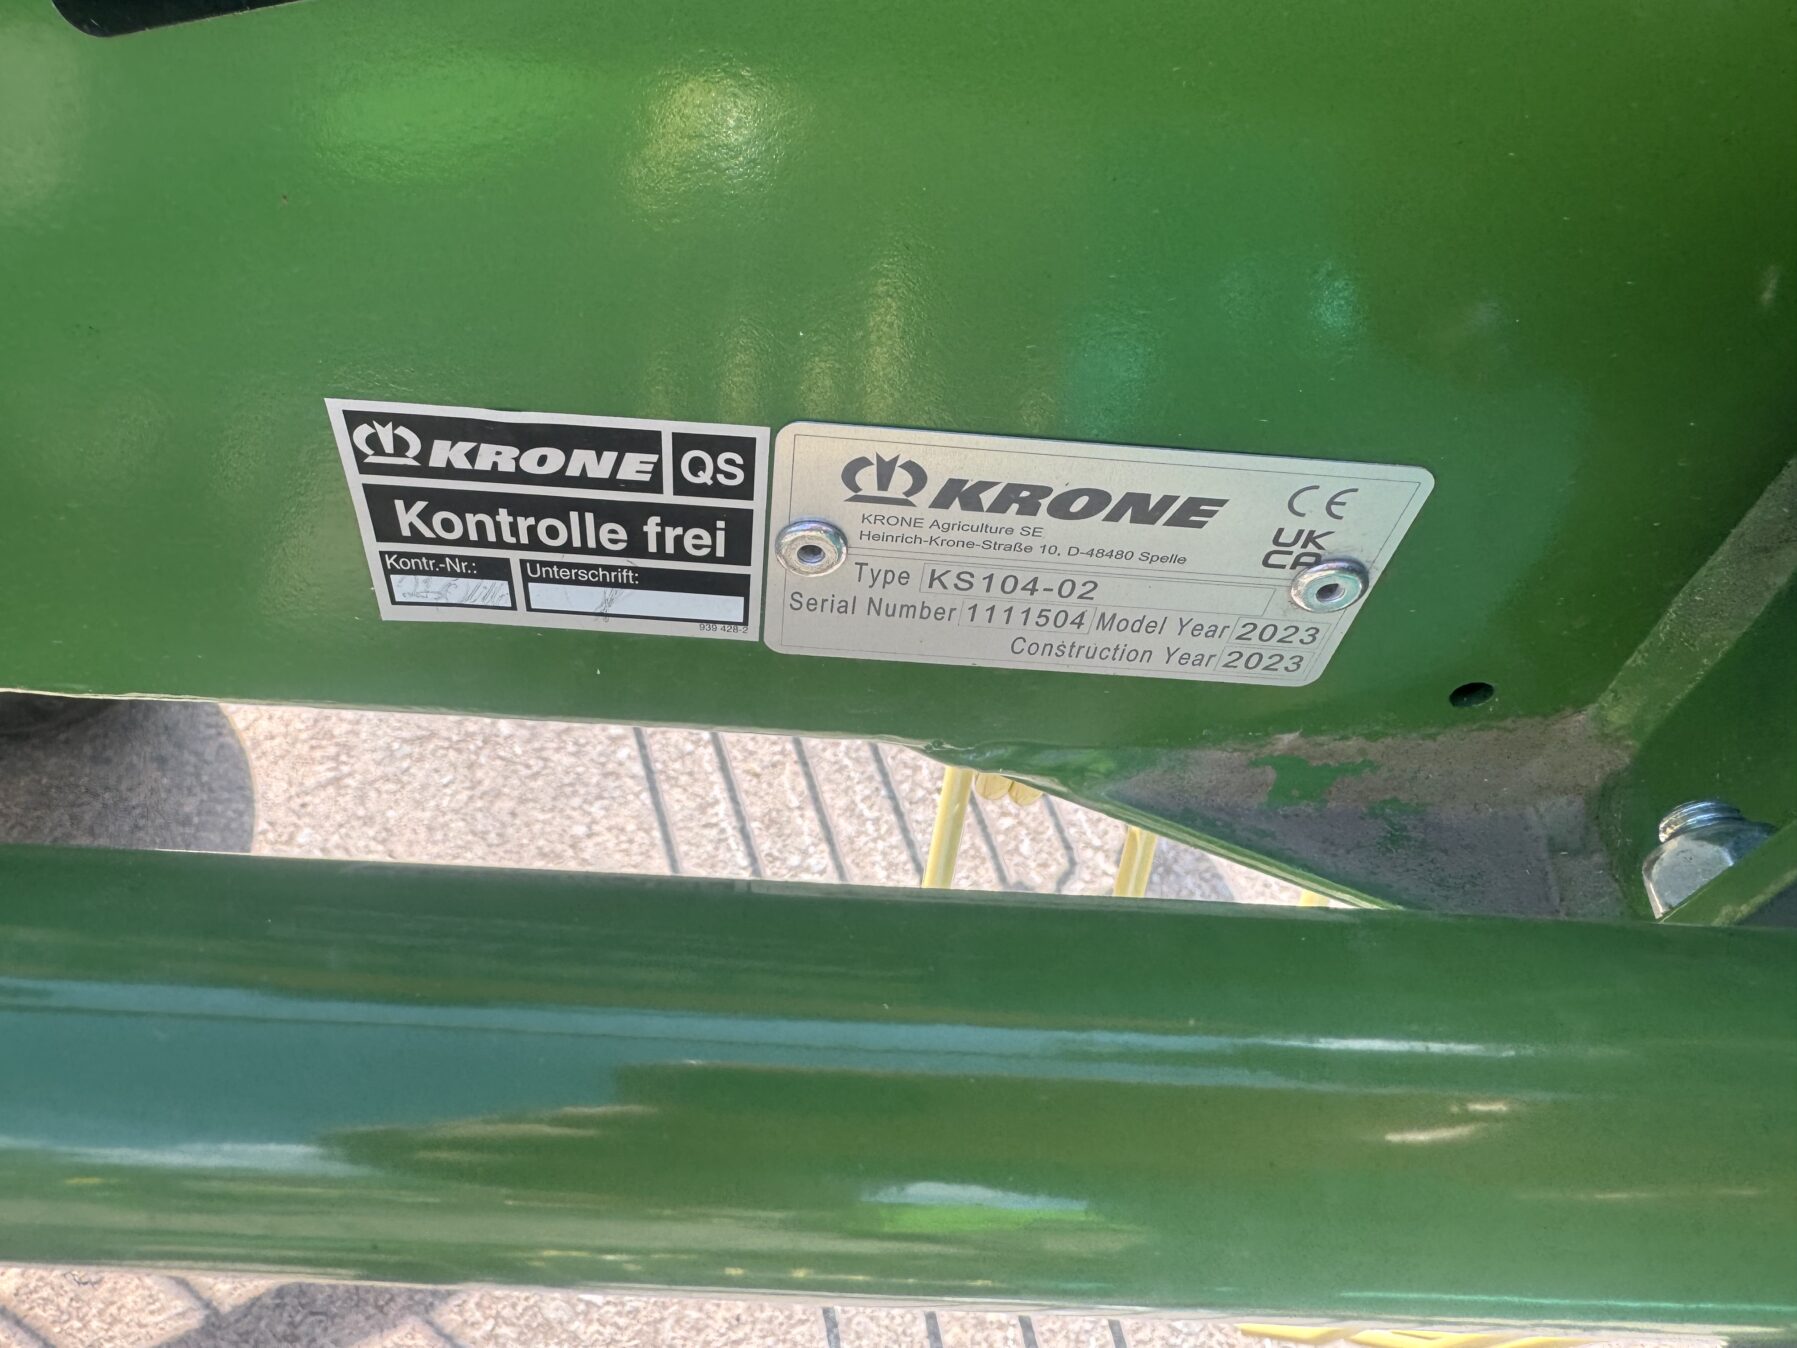 KRONE QS
Kontrolle frei
Kontr.-Nr.: Unterschrift:
939 428-2
KRONE CE
KRONE Agriculture SE
Heinrich-Krone-Straße 10, D-48480 Spelle
UK
CA
Type KS104-02
Serial Number 1111504 Model Year 2023
Construction Year 2023